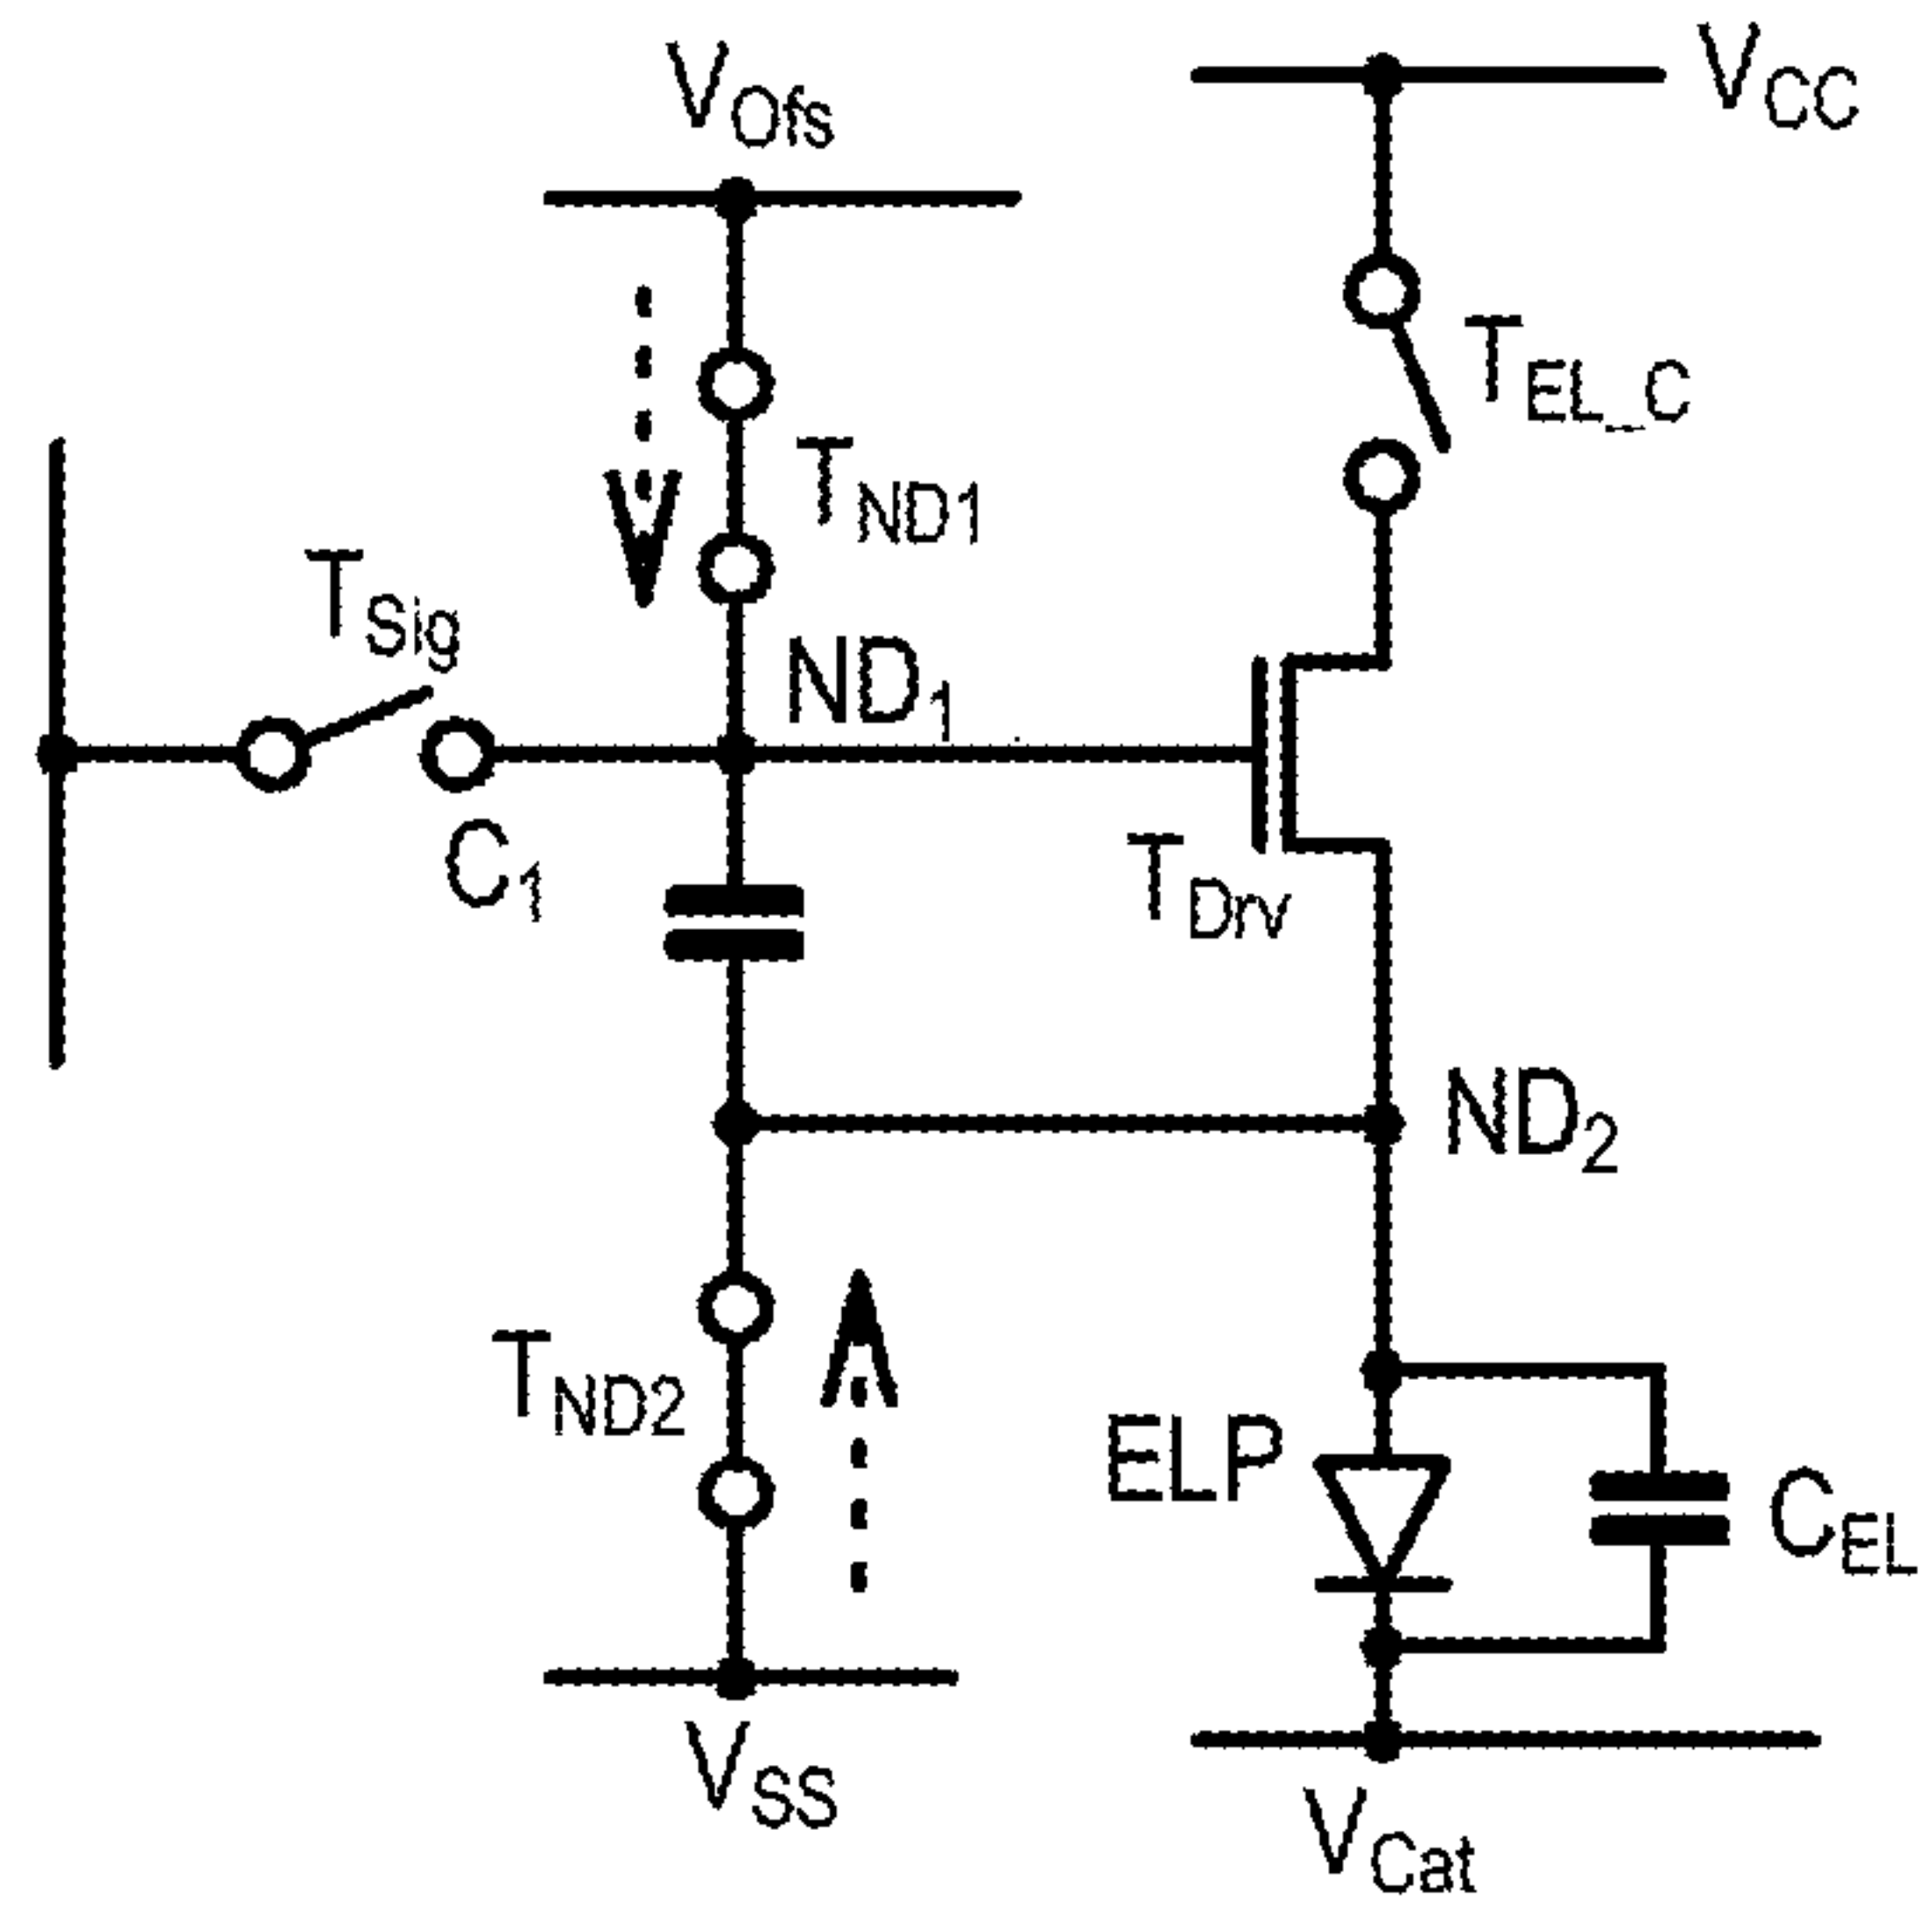 VOfs
VCC
TEL_C
TND1
TSig
ND1
C1
TDrv
ND2
TND2
ELP
CEL
VSS
VCat